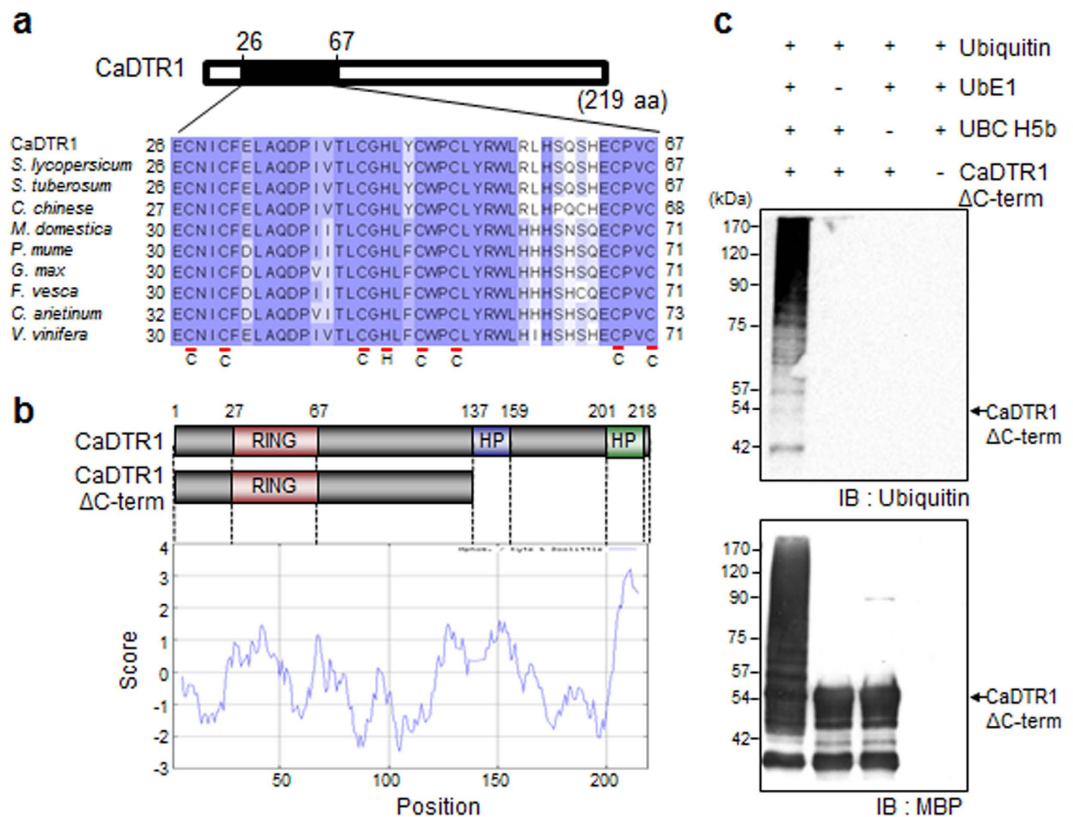 a
26 67
CaDTR1
(219 aa)
CaDTR1 26 ECNICFELAQDPIVTLCGHLYCWPCLYRWLRLHSQSHECPVC 67
S. lycopersicum 26 ECNICFELAQDPIVTLCGHLYCWPCLYRWLRLHSQSHECPVC 67
S. tuberosum 26 ECNICFELAQDPIVTLCGHLYCWPCLYRWLRLHSQSHECPVC 67
C. chinese 27 ECNICFELAQDPIVTLCGHLYCWPCLYRWLRLHPQCHECPVC 68
M. domestica 30 ECNICFELAQDPIITLCGHLFCWPCLYRWLHHHSNSQECPVC 71
P. mume 30 ECNICFDLAQDPIITLCGHLFCWPCLYRWLHHHSHSQECPVC 71
G. max 30 ECNICFDLAQDPVITLCGHLFCWPCLYRWLHHHSHSQECPVC 71
F. vesca 30 ECNICFDLAQDPIITLCGHLFCWPCLYRWLHHHSHCQECPVC 71
C. arietinum 32 ECNICFDLAQDPVITLCGHLFCWPCLYRWLHHHSHSQECPVC 73
V. vinifera 30 ECNICFELAQDPIVTLCGHLFCWPCLYRWLHIHSHSHECPVC 71
C C C H C C C C
b
1 27 67 137 159 201 218
CaDTR1 RING HP HP
CaDTR1
ΔC-term RING
Hphob. / Kyte & Doolittle
4
3
2
1
0
-1
-2
-3
Score
50 100 150 200
Position
c
+ + + + Ubiquitin
+ - + + UbE1
+ + - + UBC H5b
+ + + - CaDTR1
ΔC-term
(kDa)
170
120
90
75
57
54
42
CaDTR1
ΔC-term
IB : Ubiquitin
170
120
90
75
57
54
42
CaDTR1
ΔC-term
IB : MBP